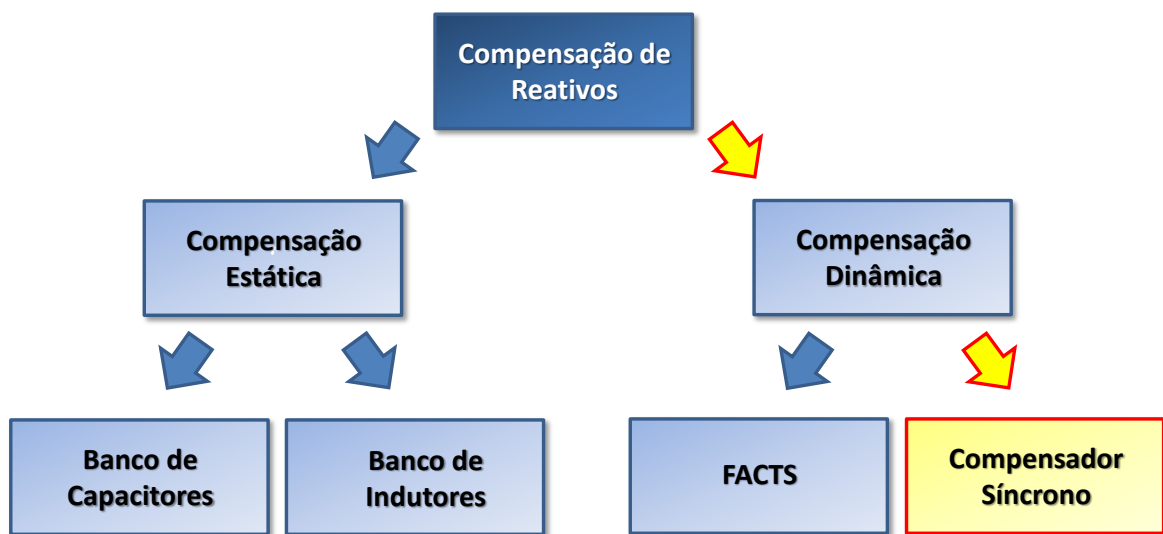 Compensação de
Reativos
Compensação
Estática
Compensação
Dinâmica
Banco de
Capacitores
Banco de
Indutores
FACTS
Compensador
Síncrono